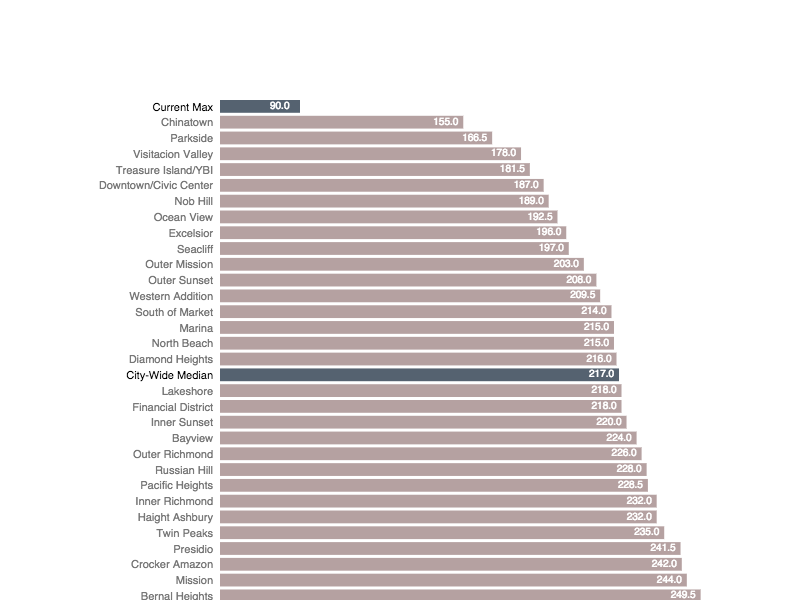 Current Max 90.0
Chinatown 155.0
Parkside 166.5
Visitacion Valley 178.0
Treasure Island/YBI 181.5
Downtown/Civic Center 187.0
Nob Hill 189.0
Ocean View 192.5
Excelsior 196.0
Seacliff 197.0
Outer Mission 203.0
Outer Sunset 208.0
Western Addition 209.5
South of Market 214.0
Marina 215.0
North Beach 215.0
Diamond Heights 216.0
City-Wide Median 217.0
Lakeshore 218.0
Financial District 218.0
Inner Sunset 220.0
Bayview 224.0
Outer Richmond 226.0
Russian Hill 228.0
Pacific Heights 228.5
Inner Richmond 232.0
Haight Ashbury 232.0
Twin Peaks 235.0
Presidio 241.5
Crocker Amazon 242.0
Mission 244.0
Bernal Heights 249.5